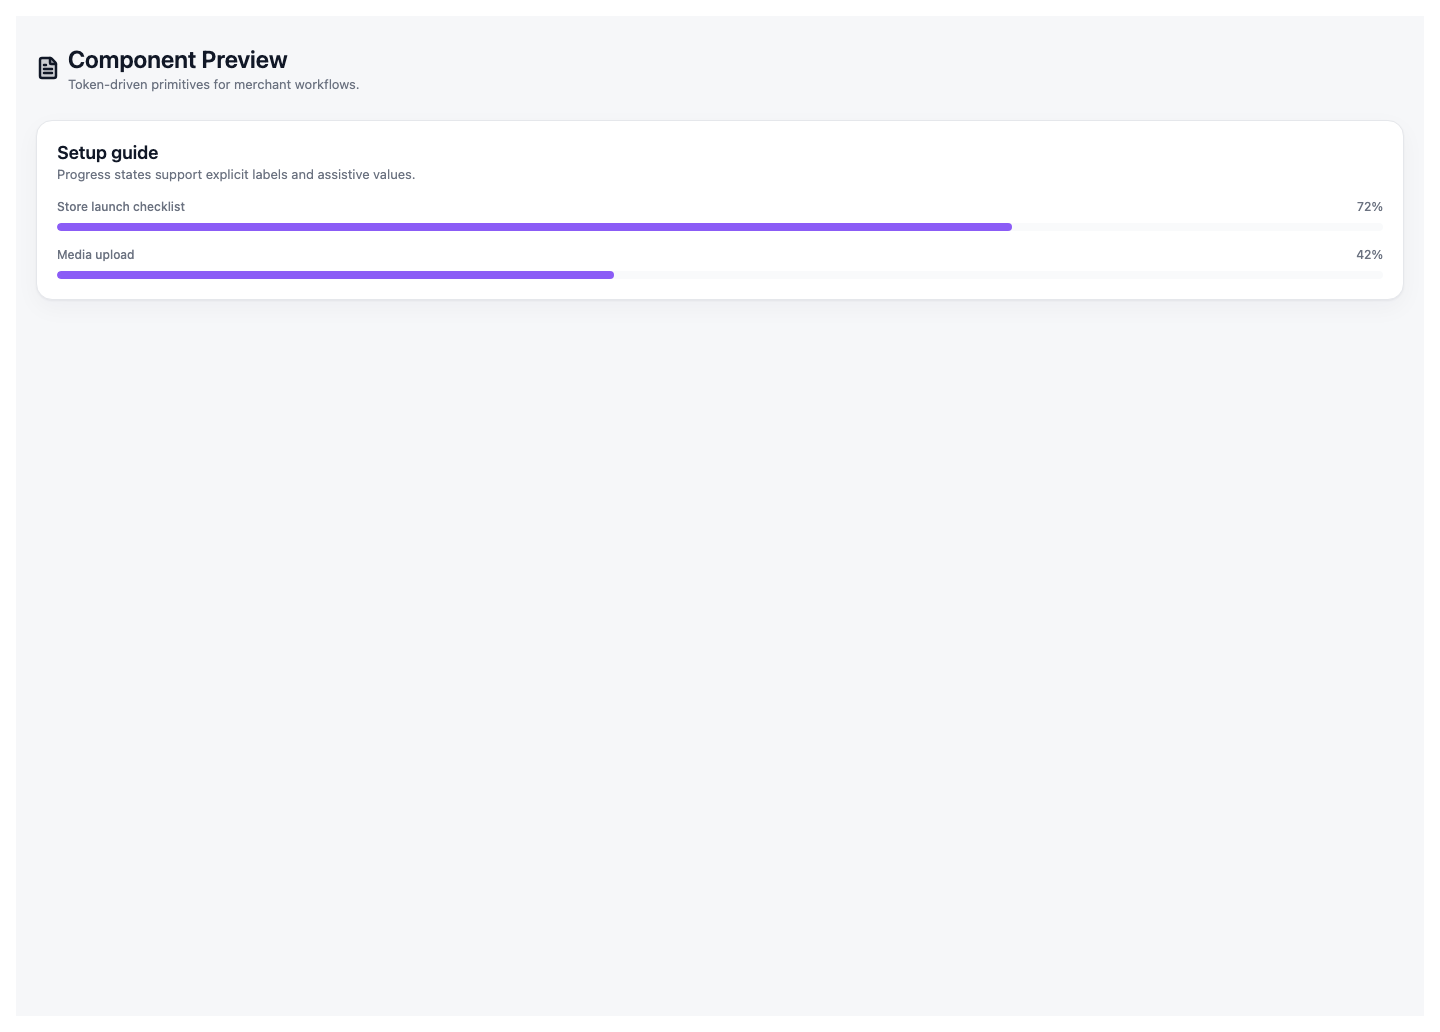 Component Preview
Token-driven primitives for merchant workflows.
Setup guide
Progress states support explicit labels and assistive values.
Store launch checklist 72%
Media upload 42%